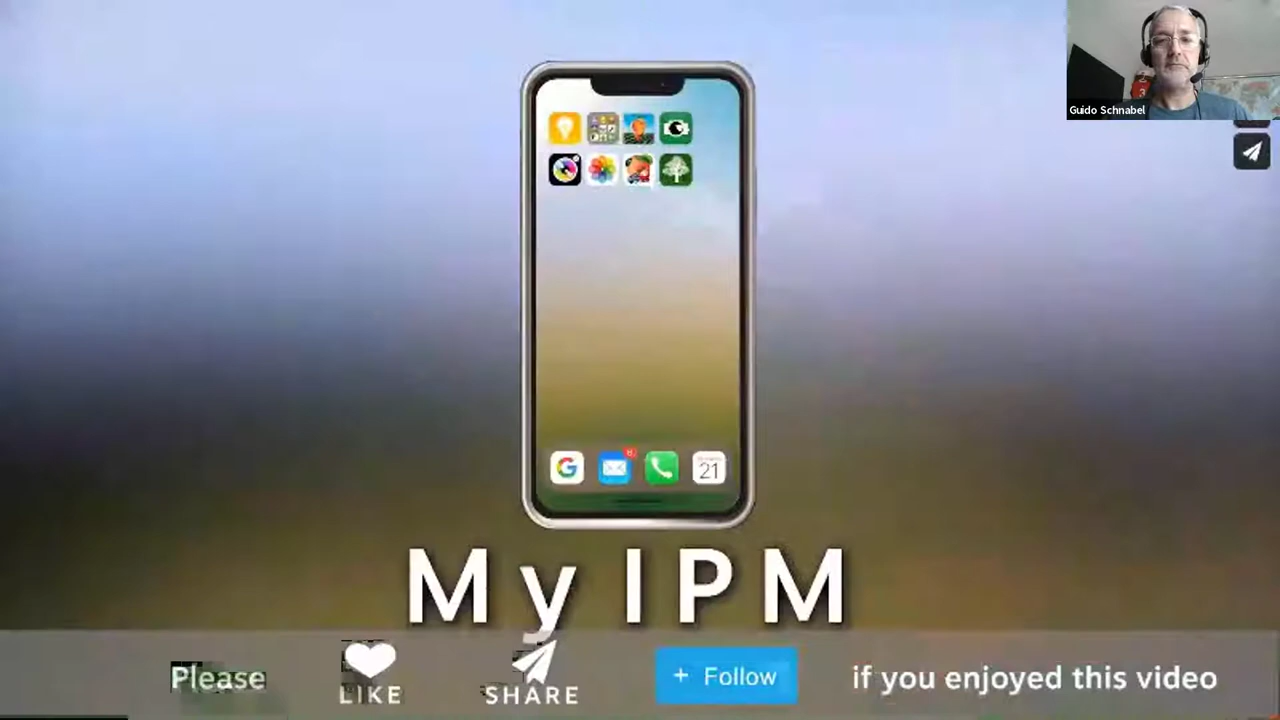 Guido Schnabel
21
My IPM
Please
LIKE
SHARE
+ Follow
if you enjoyed this video